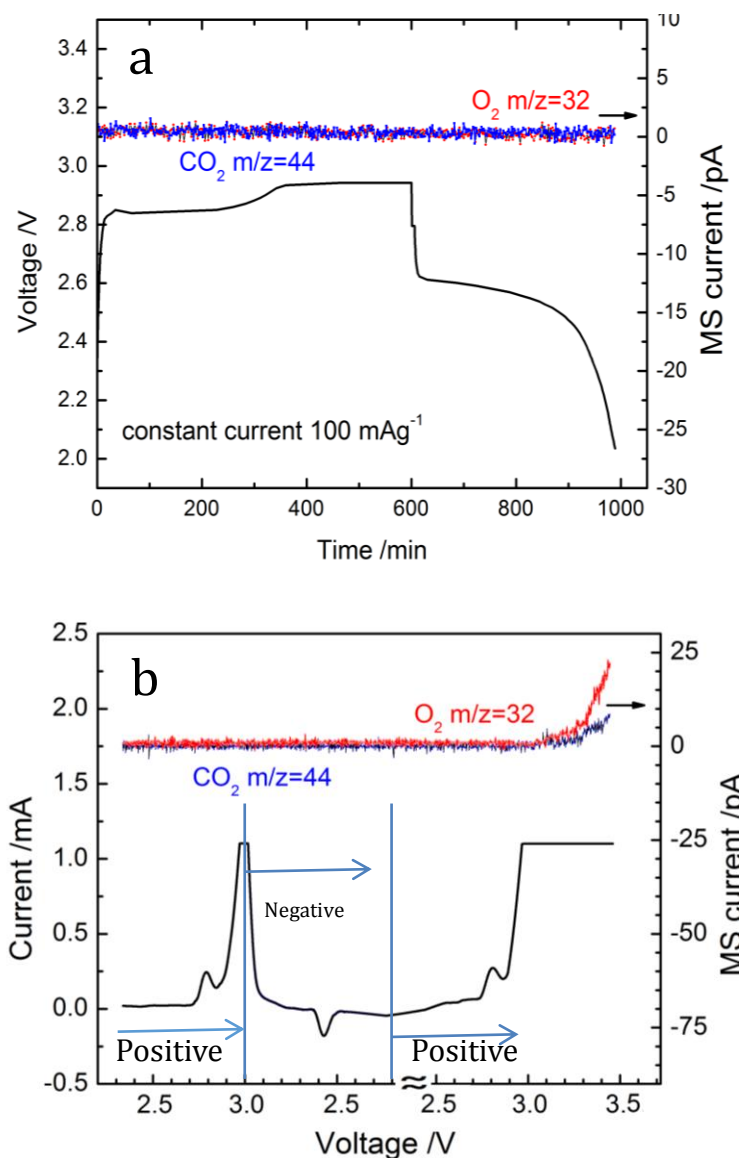 a
3.4
3.2
3.0
2.8
2.6
2.4
2.2
2.0
Voltage /V
10
5
0
-5
-10
-15
-20
-25
-30
MS current /pA
O₂ m/z=32
CO₂ m/z=44
constant current 100 mAg⁻¹
0 200 400 600 800 1000
Time /min
b
2.5
2.0
1.5
1.0
0.5
0.0
-0.5
Current /mA
25
0
-25
-50
-75
MS current /pA
O₂ m/z=32
CO₂ m/z=44
Negative
Positive
Positive
≈
2.5 3.0 2.5 2.5 3.0 3.5
Voltage /V